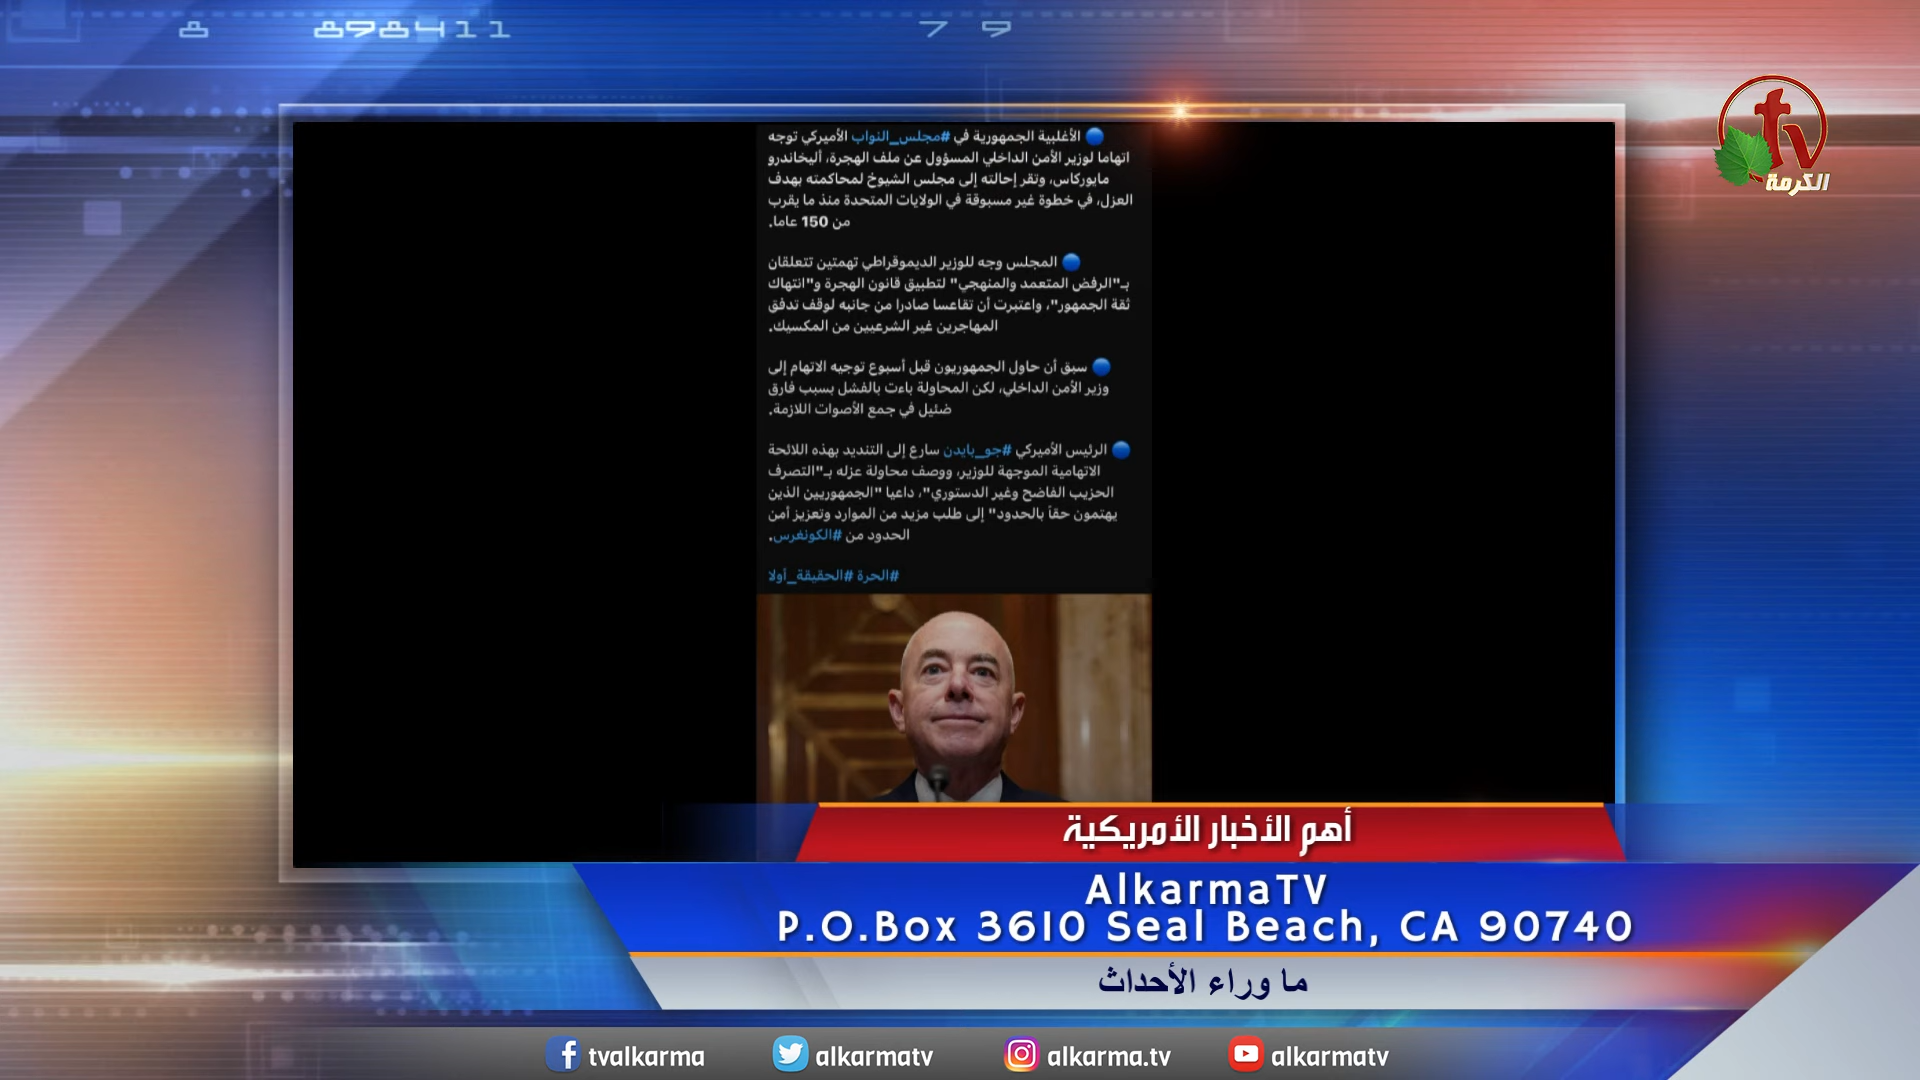 8 898411 7 9
الكرمة
🔵 الأغلبية الجمهورية في #مجلس_النواب الأميركي توجه
اتهاما لوزير الأمن الداخلي المسؤول عن ملف الهجرة، أليخاندرو
مايوركاس، وتقر إحالته إلى مجلس الشيوخ لمحاكمته بهدف
العزل، في خطوة غير مسبوقة في الولايات المتحدة منذ ما يقرب
من 150 عاما.
🔵 المجلس وجه للوزير الديموقراطي تهمتين تتعلقان
بـ"الرفض المتعمد والمنهجي" لتطبيق قانون الهجرة و"انتهاك
ثقة الجمهور"، واعتبرت أن تقاعسا صادرا من جانبه لوقف تدفق
المهاجرين غير الشرعيين من المكسيك.
🔵 سبق أن حاول الجمهوريون قبل أسبوع توجيه الاتهام إلى
وزير الأمن الداخلي، لكن المحاولة باءت بالفشل بسبب فارق
ضئيل في جمع الأصوات اللازمة.
🔵 الرئيس الأميركي #جو_بايدن سارع إلى التنديد بهذه اللائحة
الاتهامية الموجهة للوزير، ووصف محاولة عزله بـ"التصرف
الحزيب الفاضح وغير الدستوري"، داعيا "الجمهوريين الذين
يهتمون حقاً بالحدود" إلى طلب مزيد من الموارد وتعزيز أمن
الحدود من #الكونغرس.
#الحرة #الحقيقة_أولا
أهم الأخبار الأمريكية
AlkarmaTV
P.O.Box 3610 Seal Beach, CA 90740
ما وراء الأحداث
tvalkarma alkarmatv alkarma.tv alkarmatv